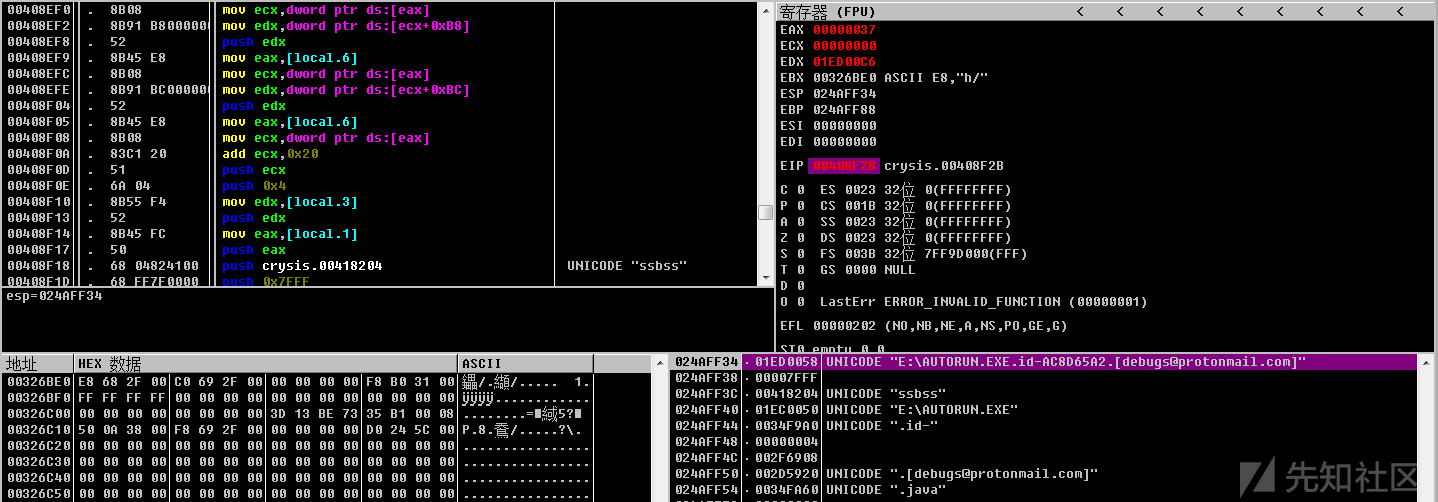 00408EF0 . 8B08 mov ecx,dword ptr ds:[eax]
00408EF2 . 8B91 B8000000 mov edx,dword ptr ds:[ecx+0xB8]
00408EF8 . 52 push edx
00408EF9 . 8B45 E8 mov eax,[local.6]
00408EFC . 8B08 mov ecx,dword ptr ds:[eax]
00408EFE . 8B91 BC000000 mov edx,dword ptr ds:[ecx+0xBC]
00408F04 . 52 push edx
00408F05 . 8B45 E8 mov eax,[local.6]
00408F08 . 8B08 mov ecx,dword ptr ds:[eax]
00408F0A . 83C1 20 add ecx,0x20
00408F0D . 51 push ecx
00408F0E . 6A 04 push 0x4
00408F10 . 8B55 F4 mov edx,[local.3]
00408F13 . 52 push edx
00408F14 . 8B45 FC mov eax,[local.1]
00408F17 . 50 push eax
00408F18 . 68 04824100 push crysis.00418204 UNICODE "ssbss"
00408F1D . 68 FF7F0000 push 0x7FFF
esp=024AFF34
寄存器 (FPU) < < < < < < < < <
EAX 00000037
ECX 00000000
EDX 01ED00C6
EBX 00326BE0 ASCII E8,"h/"
ESP 024AFF34
EBP 024AFF88
ESI 00000000
EDI 00000000
EIP 00408F2B crysis.00408F2B
C 0 ES 0023 32位 0(FFFFFFFF)
P 0 CS 001B 32位 0(FFFFFFFF)
A 0 SS 0023 32位 0(FFFFFFFF)
Z 0 DS 0023 32位 0(FFFFFFFF)
S 0 FS 003B 32位 7FF9D000(FFF)
T 0 GS 0000 NULL
D 0
O 0 LastErr ERROR_INVALID_FUNCTION (00000001)
EFL 00000202 (NO,NB,NE,A,NS,PO,GE,G)
ST0 empty 0.0
地址 HEX 数据 ASCII
00326BE0 E8 68 2F 00 C0 69 2F 00 00 00 00 00 F8 B0 31 00
00326BF0 FF FF FF FF 00 00 00 00 00 00 00 00 00 00 00 00 ÿÿÿÿ............
00326C00 00 00 00 00 00 00 00 00 3D 13 BE 73 35 B1 00 08
00326C10 50 0A 38 00 F8 69 2F 00 00 00 00 00 D0 24 5C 00
00326C20 00 00 00 00 00 00 00 00 00 00 00 00 00 00 00 00 ................
00326C30 00 00 00 00 00 00 00 00 00 00 00 00 00 00 00 00 ................
00326C40 00 00 00 00 00 00 00 00 00 00 00 00 00 00 00 00 ................
00326C50 00 00 00 00 00 00 00 00 00 00 00 00 00 00 00 00 ................
024AFF34 01ED0058 UNICODE "E:\AUTORUN.EXE.id-AC8D65A2.[debugs@protonmail.com]"
024AFF38 00007FFF
024AFF3C 00418204 UNICODE "ssbss"
024AFF40 01EC0050 UNICODE "E:\AUTORUN.EXE"
024AFF44 0034F9A0 UNICODE ".id-"
024AFF48 00000004
024AFF4C 002F6908
024AFF50 002D5920 UNICODE ".[debugs@protonmail.com]"
024AFF54 0034FA60 UNICODE ".java"
先知社区